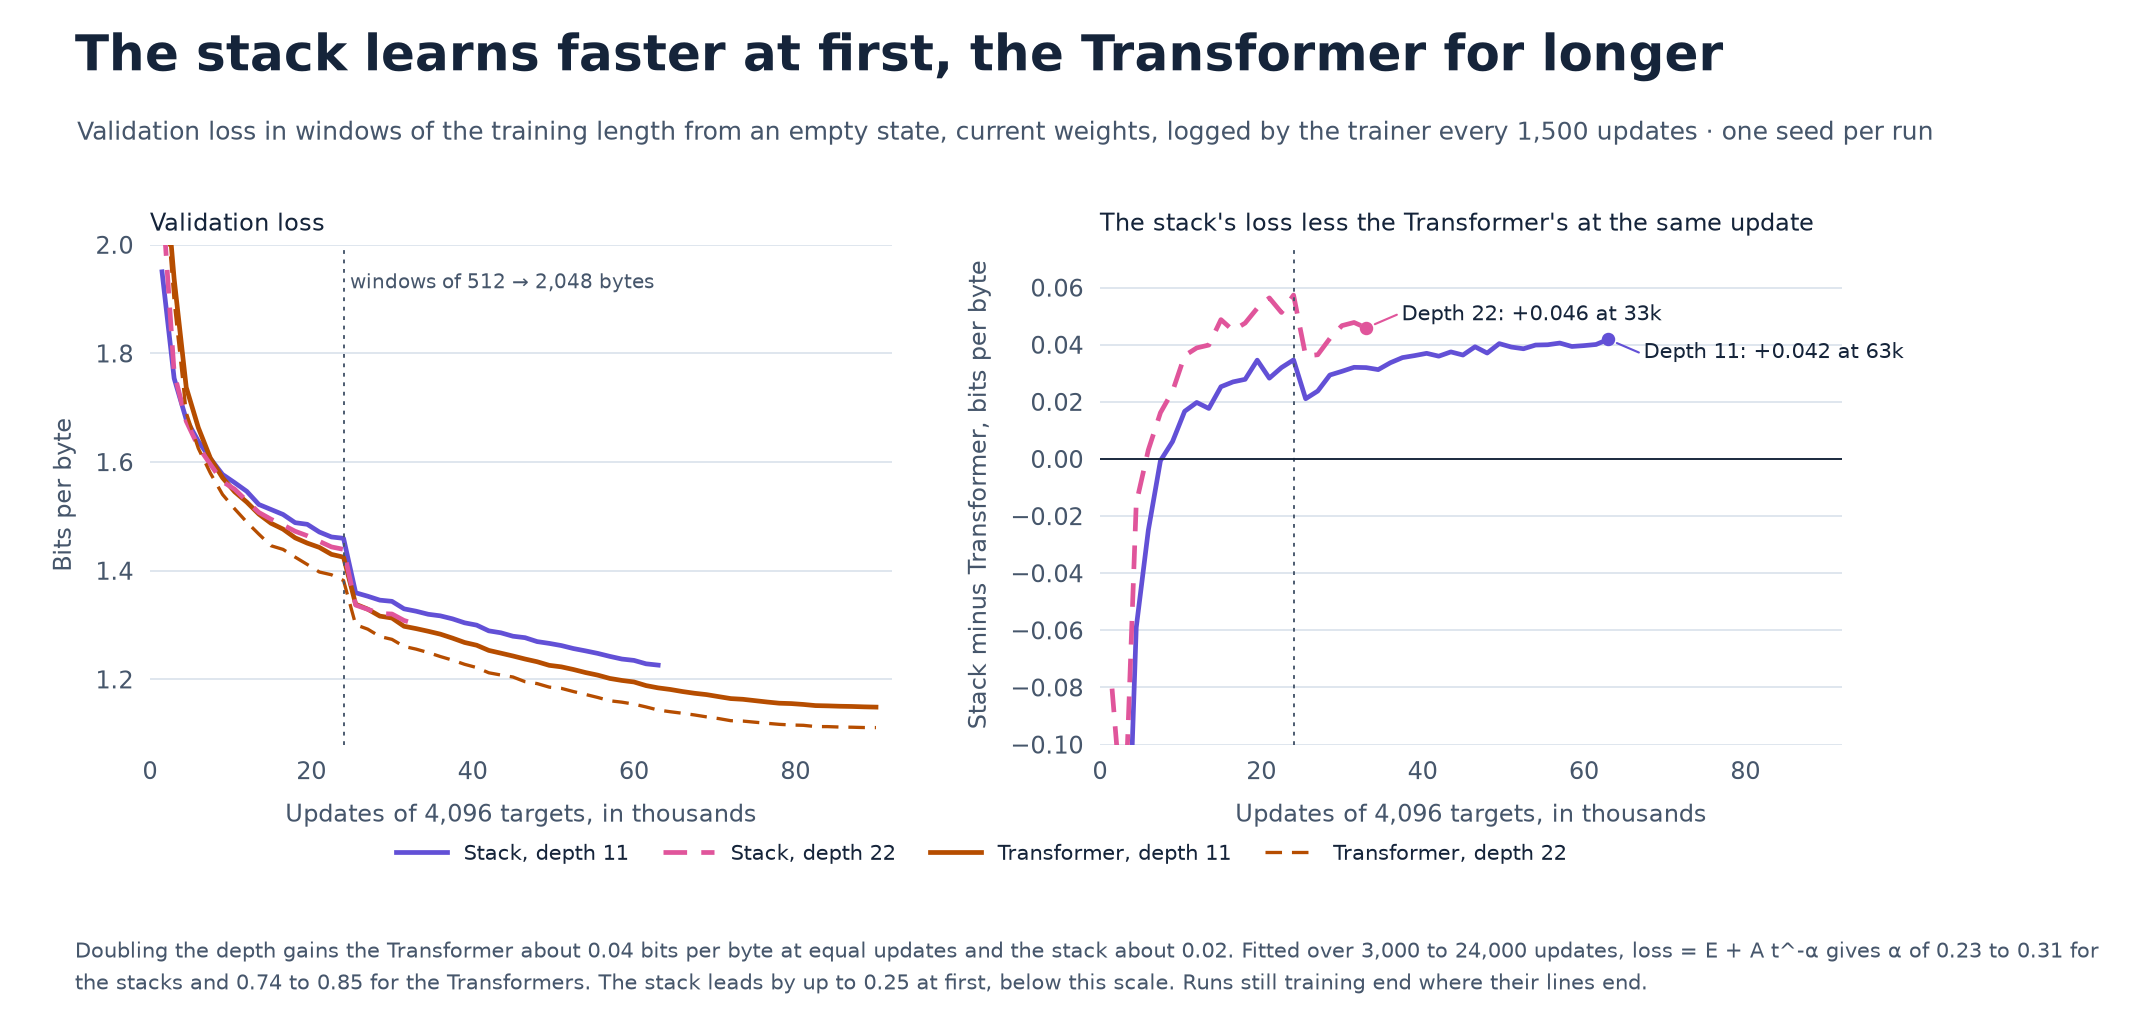 The stack learns faster at first, the Transformer for longer
Validation loss in windows of the training length from an empty state, current weights, logged by the trainer every 1,500 updates · one seed per run
Validation loss
2.0
1.8
1.6
1.4
1.2
Bits per byte
windows of 512 → 2,048 bytes
0
20
40
60
80
Updates of 4,096 targets, in thousands
The stack's loss less the Transformer's at the same update
0.06
0.04
0.02
0.00
−0.02
−0.04
−0.06
−0.08
−0.10
Stack minus Transformer, bits per byte
Depth 22: +0.046 at 33k
Depth 11: +0.042 at 63k
0
20
40
60
80
Updates of 4,096 targets, in thousands
Stack, depth 11
Stack, depth 22
Transformer, depth 11
Transformer, depth 22
Doubling the depth gains the Transformer about 0.04 bits per byte at equal updates and the stack about 0.02. Fitted over 3,000 to 24,000 updates, loss = E + A t^-α gives α of 0.23 to 0.31 for
the stacks and 0.74 to 0.85 for the Transformers. The stack leads by up to 0.25 at first, below this scale. Runs still training end where their lines end.